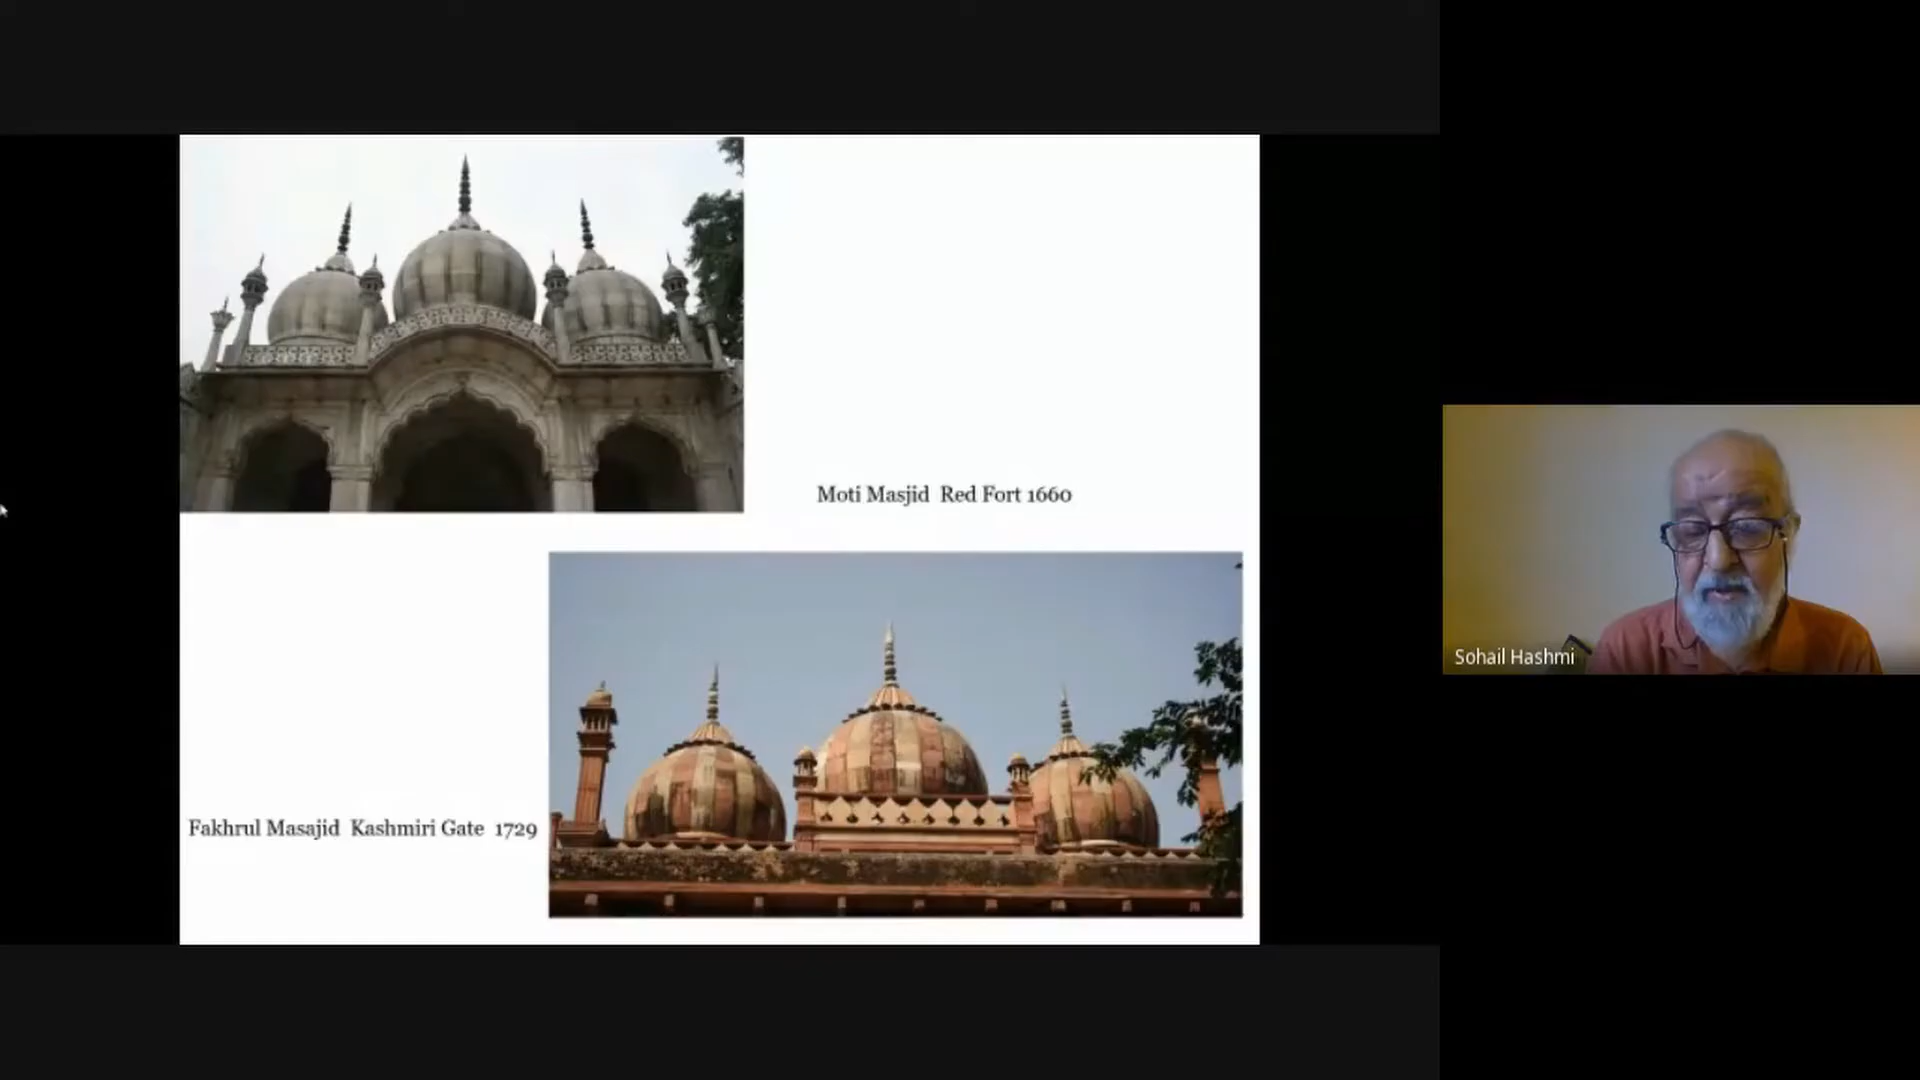 Moti Masjid Red Fort 1660
Sohail Hashmi
Fakhrul Masajid Kashmiri Gate 1729